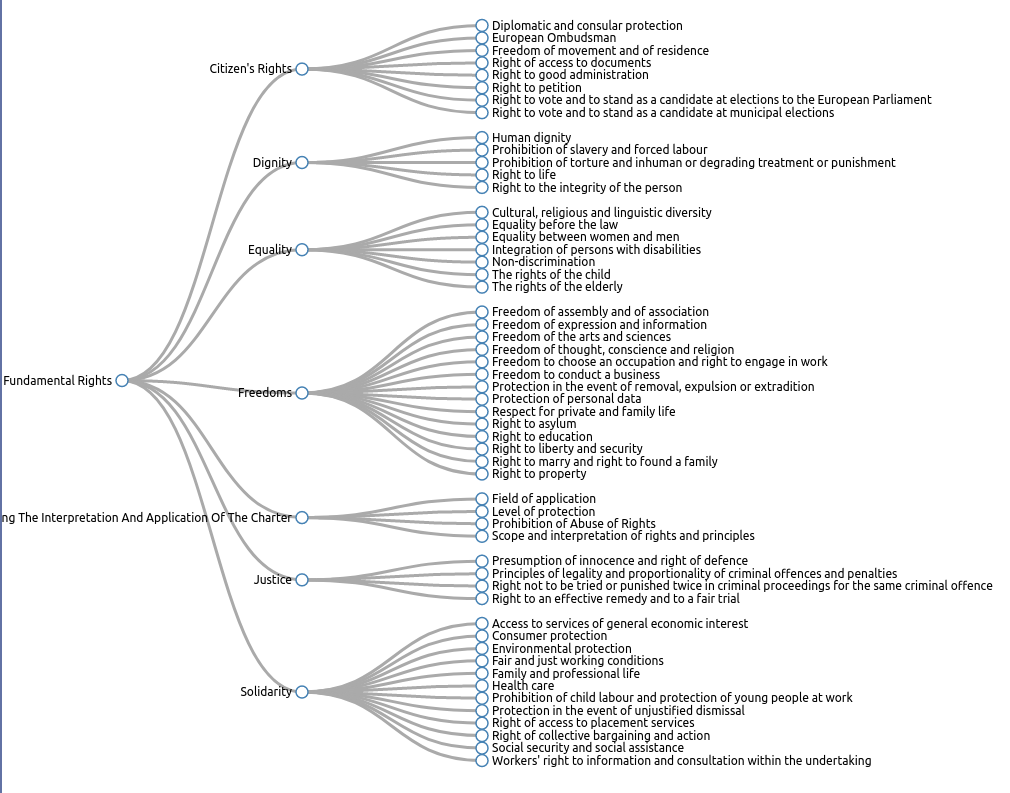 Diplomatic and consular protection
European Ombudsman
Freedom of movement and of residence
Right of access to documents
Citizen's Rights
Right to good administration
Right to petition
Right to vote and to stand as a candidate at elections to the European Parliament
Right to vote and to stand as a candidate at municipal elections
Human dignity
Prohibition of slavery and forced labour
Dignity
Prohibition of torture and inhuman or degrading treatment or punishment
Right to life
Right to the integrity of the person
Cultural, religious and linguistic diversity
Equality before the law
Equality between women and men
Equality
Integration of persons with disabilities
Non-discrimination
The rights of the child
The rights of the elderly
Freedom of assembly and of association
Freedom of expression and information
Freedom of the arts and sciences
Freedom of thought, conscience and religion
Freedom to choose an occupation and right to engage in work
Freedom to conduct a business
Fundamental Rights
Protection in the event of removal, expulsion or extradition
Freedoms
Protection of personal data
Respect for private and family life
Right to asylum
Right to education
Right to liberty and security
Right to marry and right to found a family
Right to property
Field of application
Level of protection
ng The Interpretation And Application Of The Charter
Prohibition of Abuse of Rights
Scope and interpretation of rights and principles
Presumption of innocence and right of defence
Principles of legality and proportionality of criminal offences and penalties
Justice
Right not to be tried or punished twice in criminal proceedings for the same criminal offence
Right to an effective remedy and to a fair trial
Access to services of general economic interest
Consumer protection
Environmental protection
Fair and just working conditions
Family and professional life
Health care
Solidarity
Prohibition of child labour and protection of young people at work
Protection in the event of unjustified dismissal
Right of access to placement services
Right of collective bargaining and action
Social security and social assistance
Workers' right to information and consultation within the undertaking